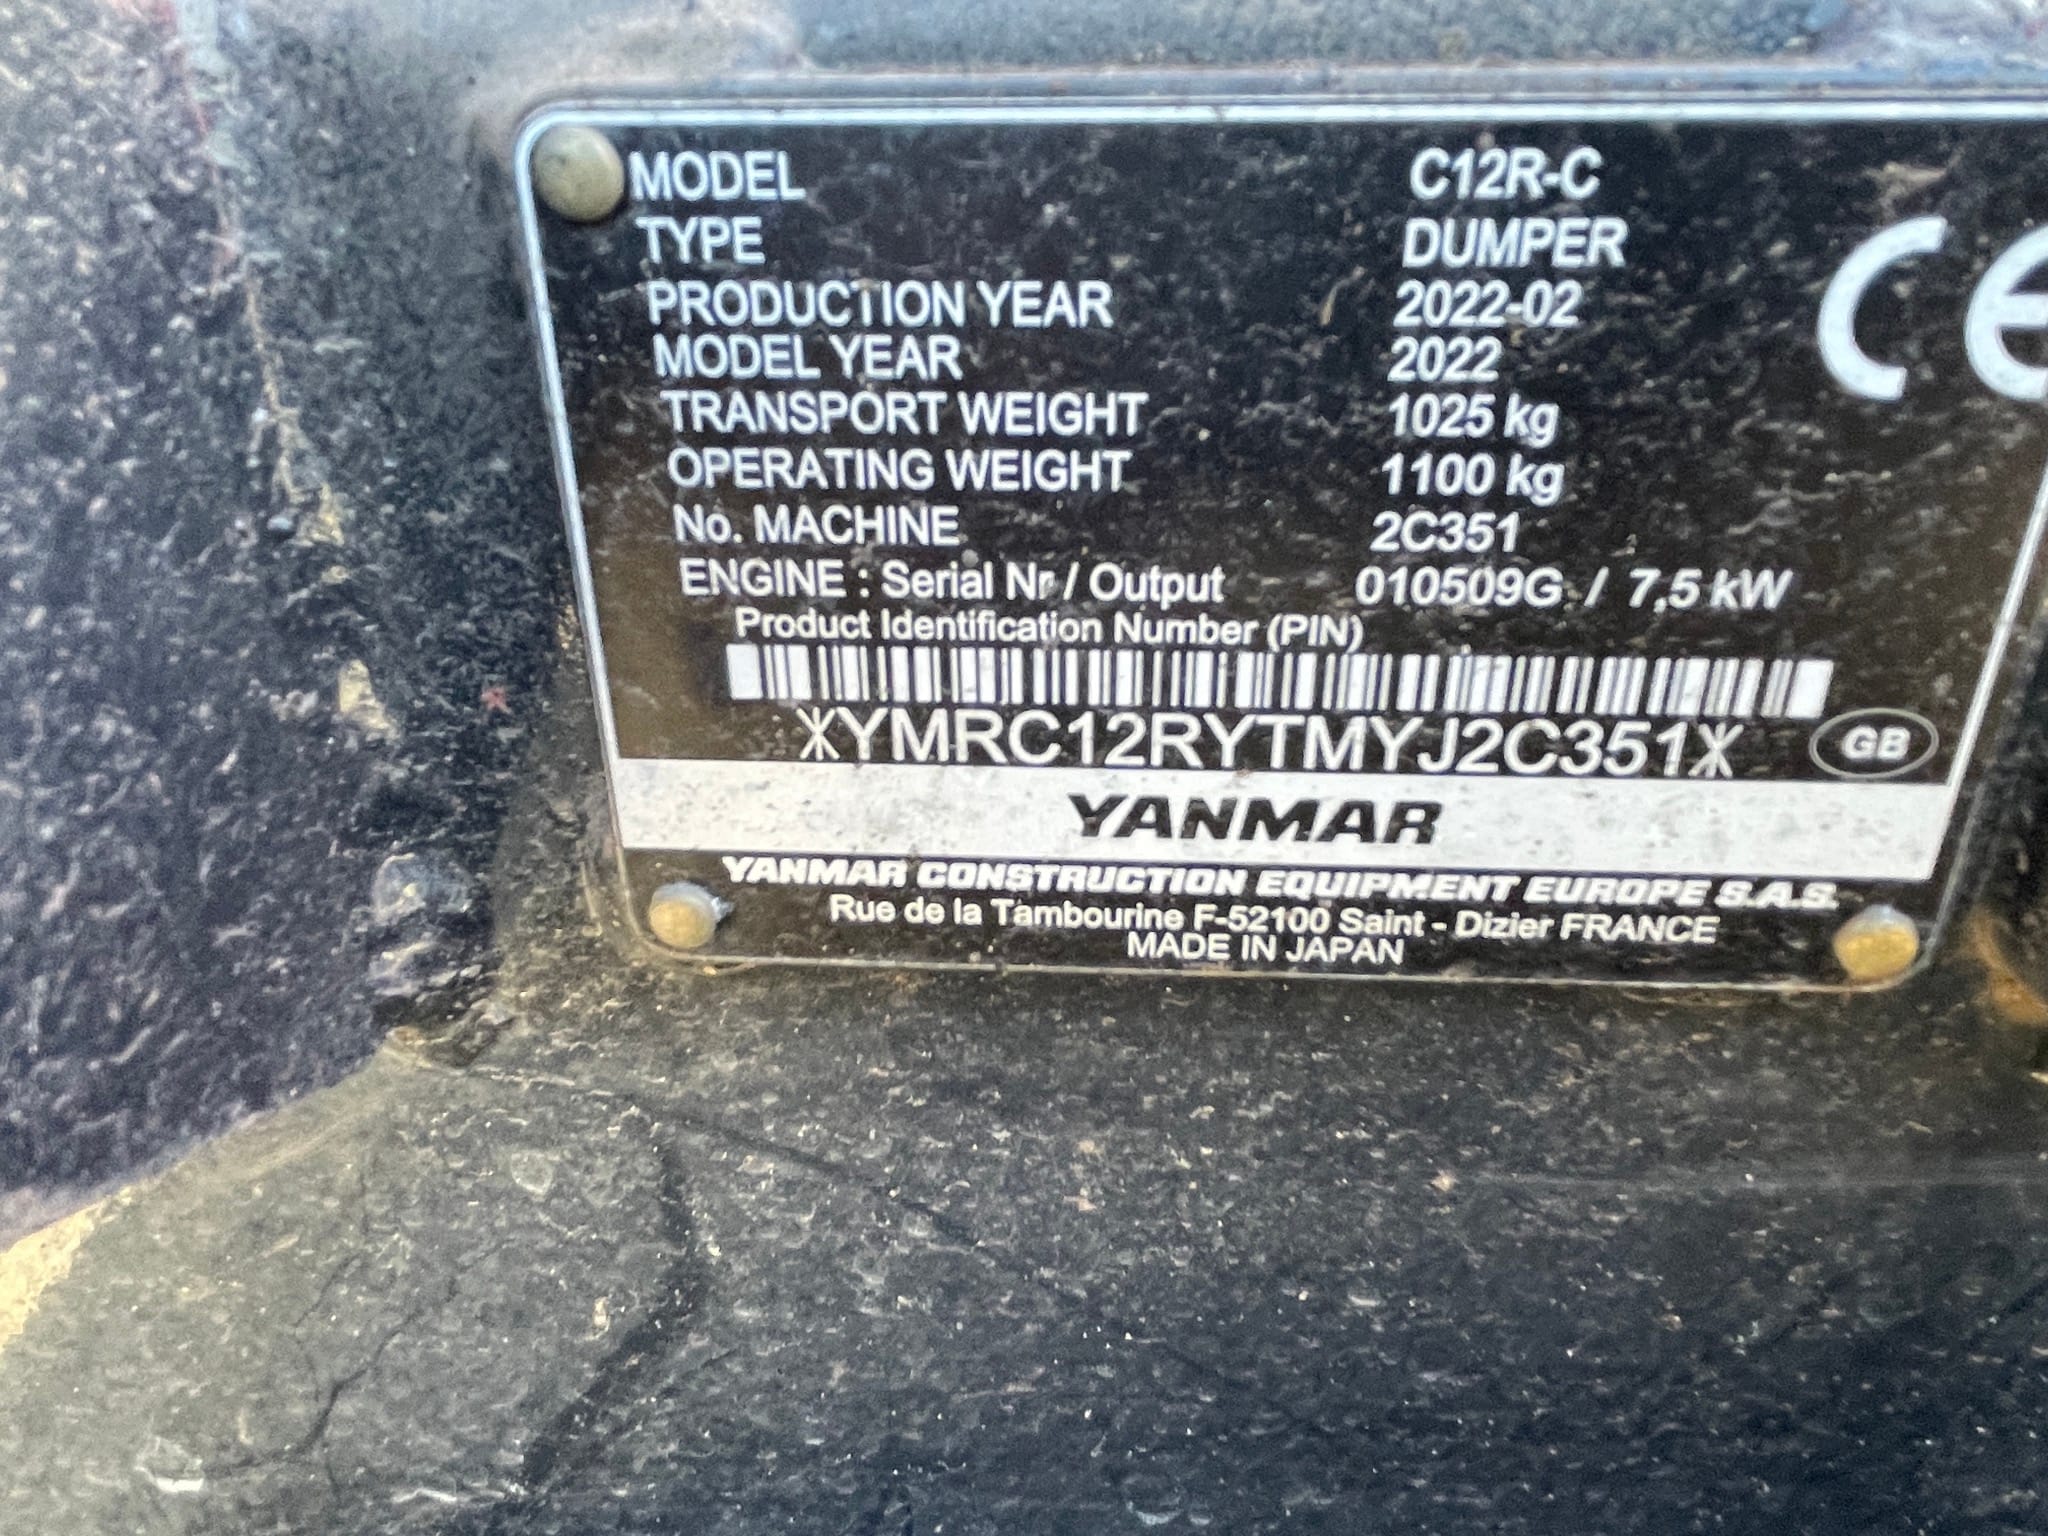 MODEL C12R-C
TYPE DUMPER
PRODUCTION YEAR 2022-02
MODEL YEAR 2022
TRANSPORT WEIGHT 1025 kg
OPERATING WEIGHT 1100 kg
No. MACHINE 2C351
ENGINE : Serial Nr / Output 010509G / 7,5 kW
Product Identification Number (PIN)
*YMRC12RYTMYJ2C351*
GB
CE
YANMAR
YANMAR CONSTRUCTION EQUIPMENT EUROPE S.A.S.
Rue de la Tambourine F-52100 Saint - Dizier FRANCE
MADE IN JAPAN